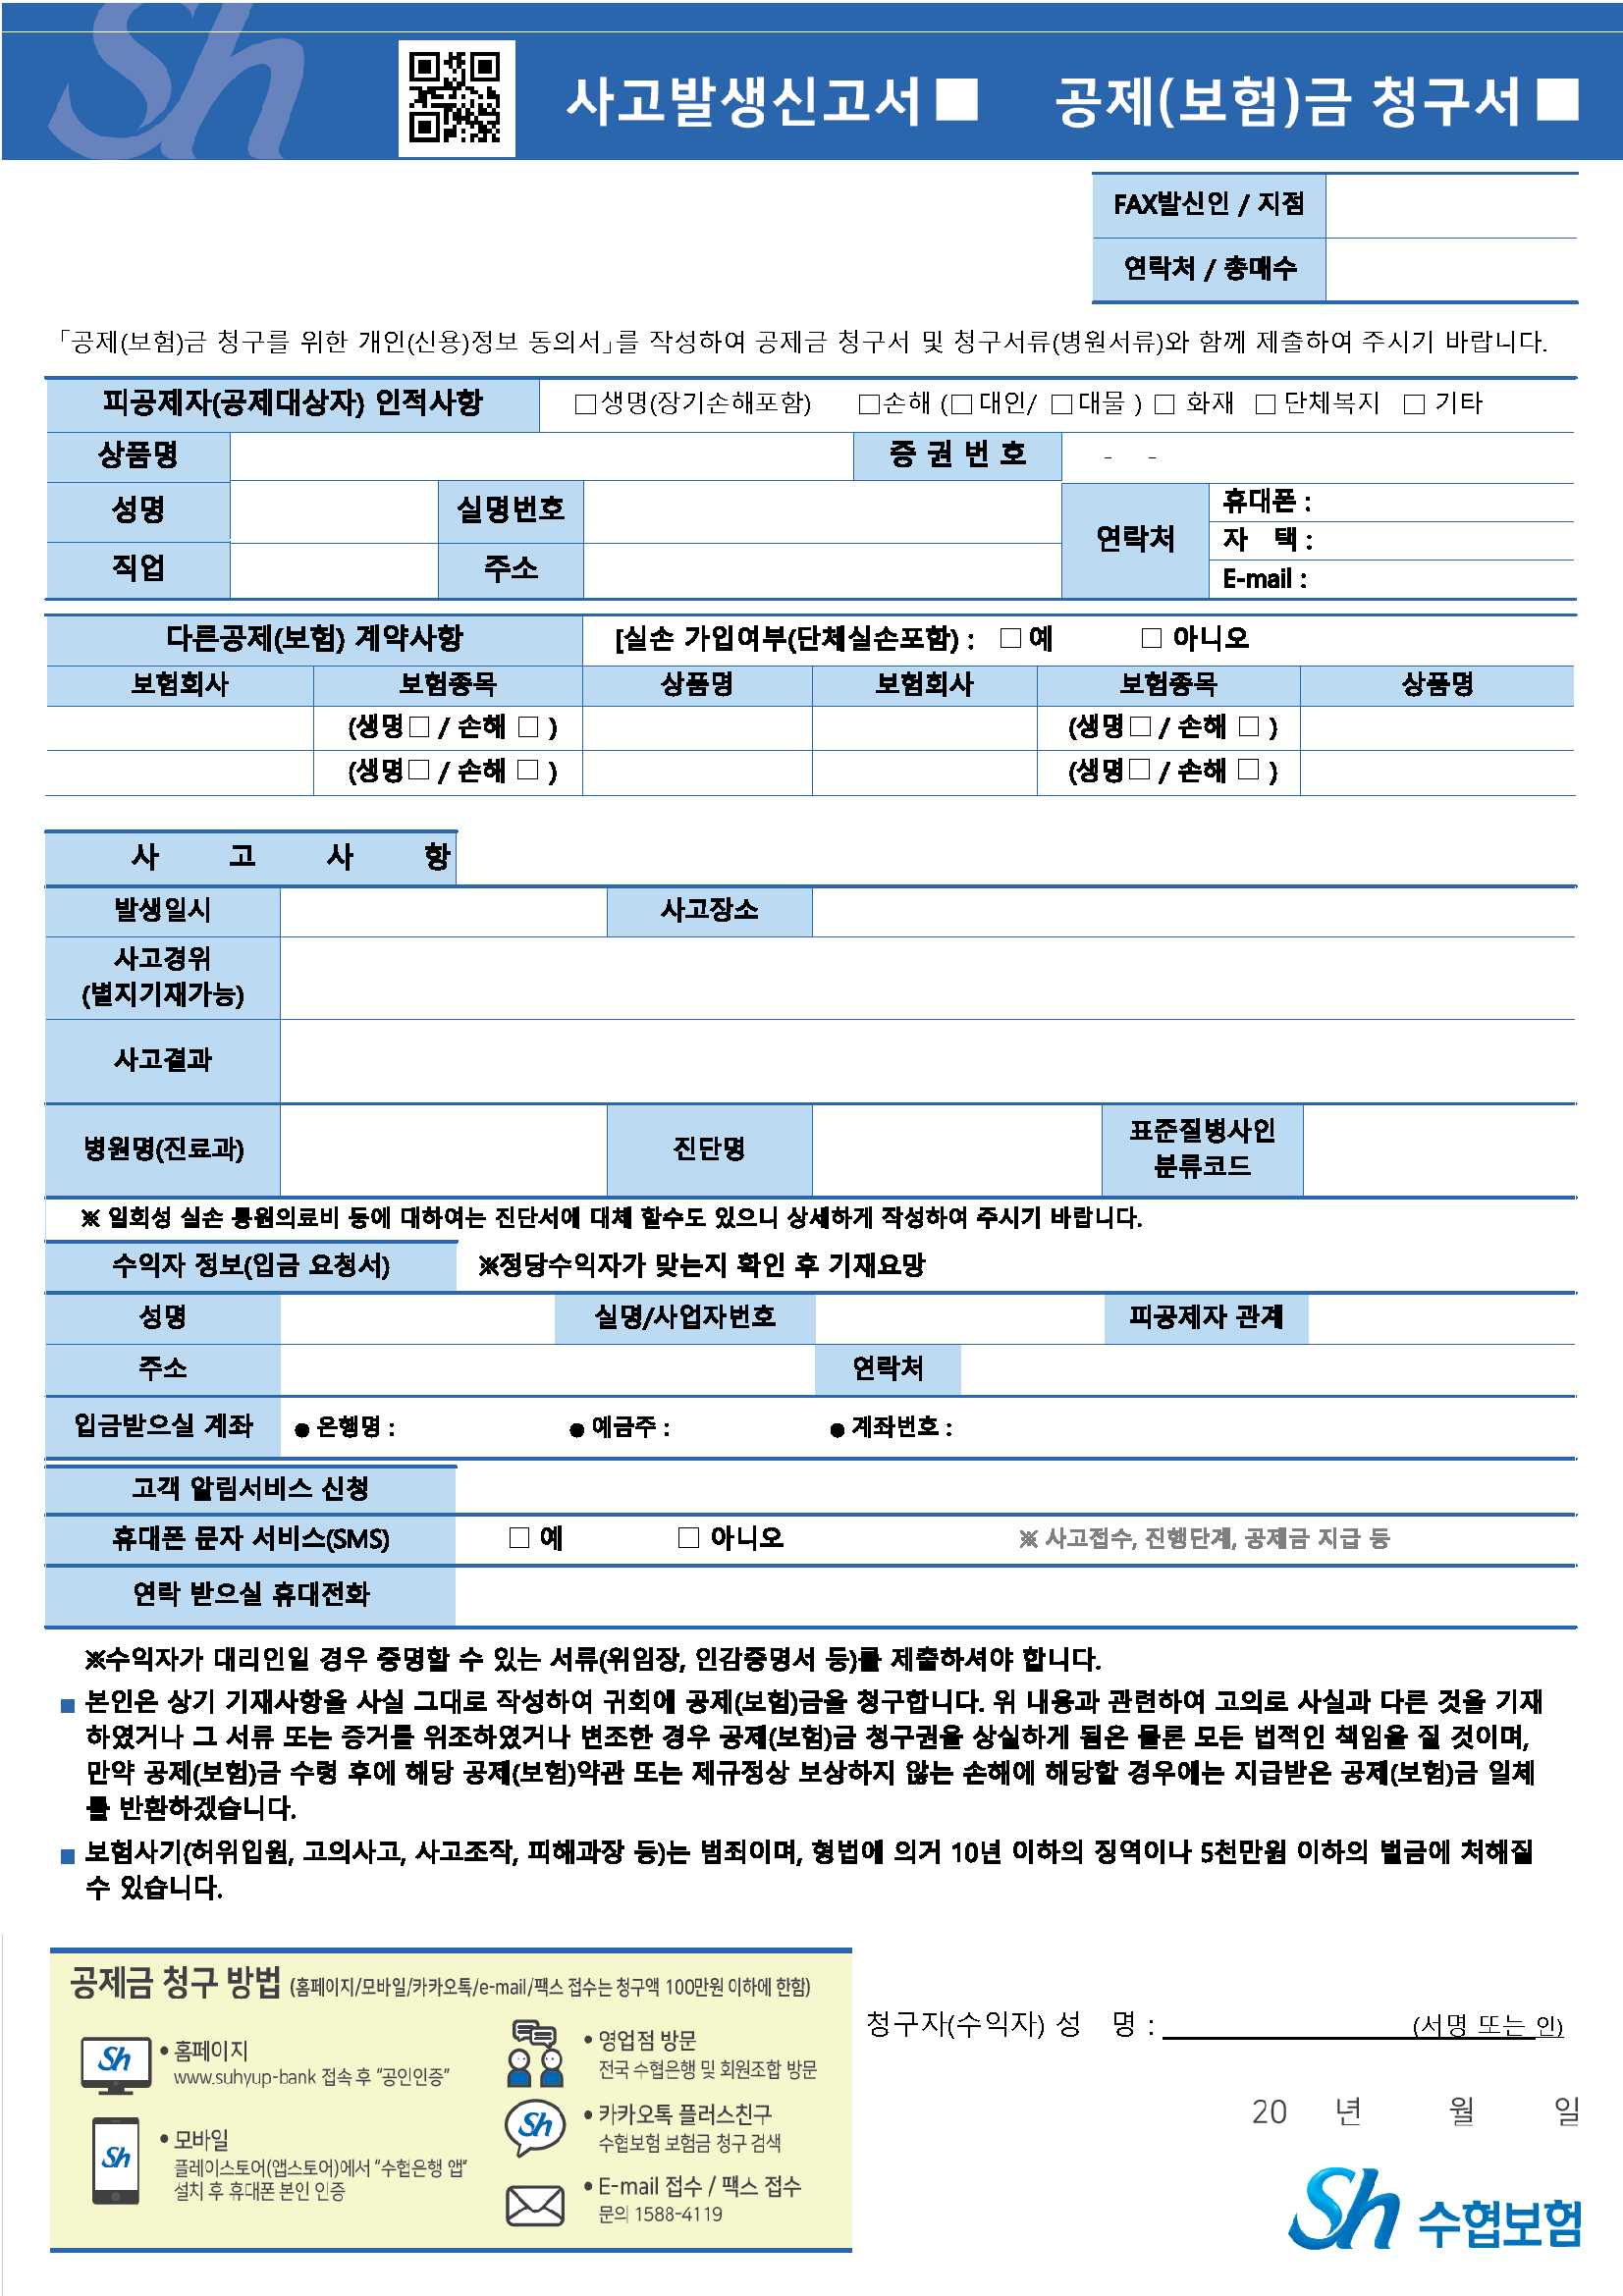 Sh
사고발생신고서■ 공제(보험)금 청구서■
FAX발신인 / 지점
연락처 / 총매수
「공제(보험)금 청구를 위한 개인(신용)정보 동의서」를 작성하여 공제금 청구서 및 청구서류(병원서류)와 함께 제출하여 주시기 바랍니다.
피공제자(공제대상자) 인적사항 □생명(장기손해포함) □손해 (□ 대인/ □대물 ) □ 화재 □ 단체복지 □ 기타
상품명 증 권 번 호 - -
성명 실명번호 연락처 휴대폰 :
자 택 :
직업 주소 E-mail :
다른공제(보험) 계약사항 [실손 가입여부(단체실손포함) : □ 예 □ 아니오
보험회사 보험종목 상품명 보험회사 보험종목 상품명
(생명□ / 손해 □ ) (생명□ / 손해 □ )
(생명□ / 손해 □ ) (생명□ / 손해 □ )
사 고 사 항
발생일시 사고장소
사고경위
(별지기재가능)
사고결과
병원명(진료과) 진단명 표준질병사인
분류코드
※ 일회성 실손 통원의료비 등에 대하여는 진단서에 대체 할수도 있으니 상세하게 작성하여 주시기 바랍니다.
수익자 정보(입금 요청서) ※정당수익자가 맞는지 확인 후 기재요망
성명 실명/사업자번호 피공제자 관계
주소 연락처
입금받으실 계좌 ● 은행명 : ● 예금주 : ● 계좌번호 :
고객 알림서비스 신청
휴대폰 문자 서비스(SMS) □ 예 □ 아니오 ※ 사고접수, 진행단계, 공제금 지급 등
연락 받으실 휴대전화
※수익자가 대리인일 경우 증명할 수 있는 서류(위임장, 인감증명서 등)를 제출하셔야 합니다.
■ 본인은 상기 기재사항을 사실 그대로 작성하여 귀회에 공제(보험)금을 청구합니다. 위 내용과 관련하여 고의로 사실과 다른 것을 기재
하였거나 그 서류 또는 증거를 위조하였거나 변조한 경우 공제(보험)금 청구권을 상실하게 됨은 물론 모든 법적인 책임을 질 것이며,
만약 공제(보험)금 수령 후에 해당 공제(보험)약관 또는 제규정상 보상하지 않는 손해에 해당할 경우에는 지급받은 공제(보험)금 일체
를 반환하겠습니다.
■ 보험사기(허위입원, 고의사고, 사고조작, 피해과장 등)는 범죄이며, 형법에 의거 10년 이하의 징역이나 5천만원 이하의 벌금에 처해질
수 있습니다.
공제금 청구 방법 (홈페이지/모바일/카카오톡/e-mail/팩스 접수는 청구액 100만원 이하에 한함)
Sh
• 홈페이지
www.suhyup-bank 접속 후 “공인인증”
Sh
• 모바일
플레이스토어(앱스토어)에서 “수협은행 앱”
설치 후 휴대폰 본인 인증
• 영업점 방문
전국 수협은행 및 회원조합 방문
Sh
• 카카오톡 플러스친구
수협보험 보험금 청구 검색
• E-mail 접수 / 팩스 접수
문의 1588-4119
청구자(수익자) 성 명 : (서명 또는 인)
20 년 월 일
Sh 수협보험